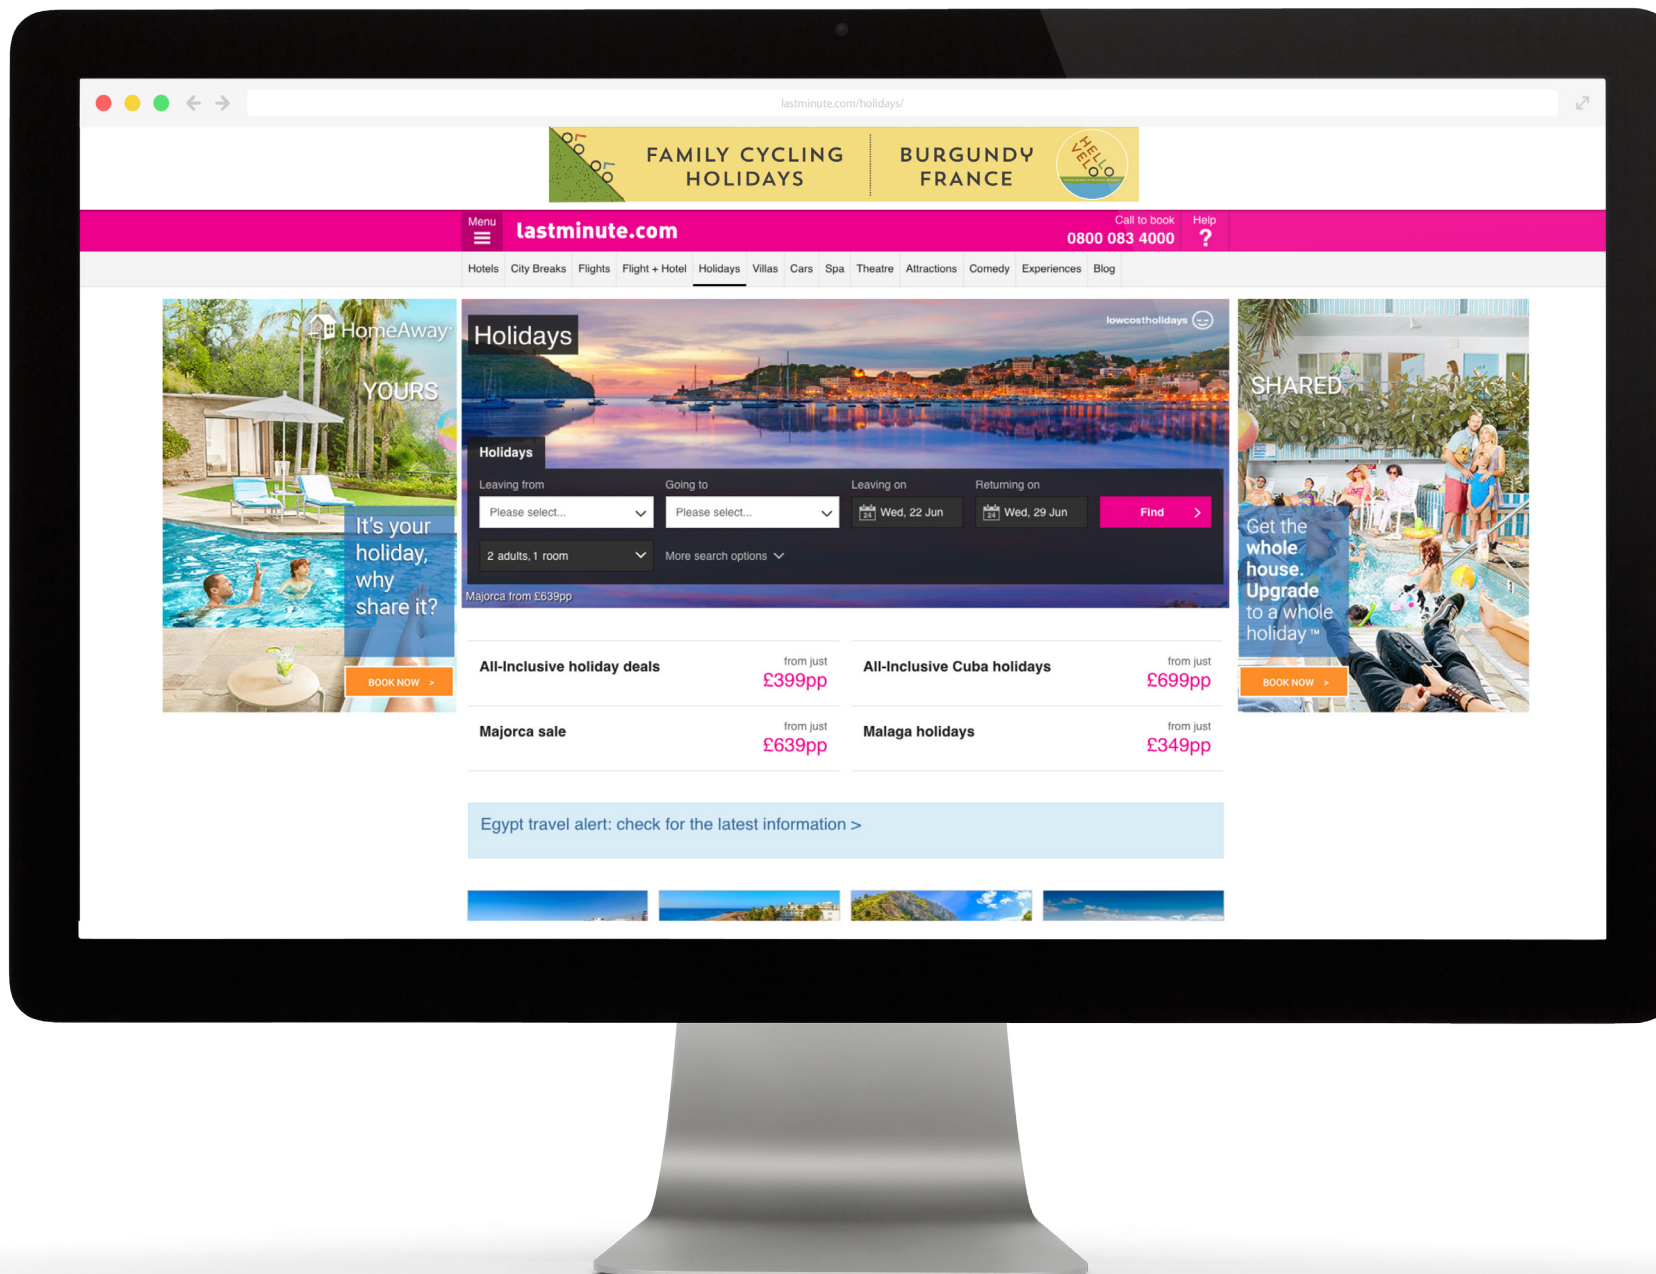 lastminute.com/holidays/
FAMILY CYCLING
HOLIDAYS
BURGUNDY
FRANCE
HELLO
VELO
Menu
lastminute.com
Call to book
0800 083 4000
Help
?
Hotels City Breaks Flights Flight + Hotel Holidays Villas Cars Spa Theatre Attractions Comedy Experiences Blog
HomeAway
YOURS
It's your
holiday,
why
share it?
BOOK NOW >
Holidays
lowcostholidays
Holidays
Leaving from
Going to
Leaving on
Returning on
Please select...
Please select...
24 Wed, 22 Jun
24 Wed, 29 Jun
Find >
2 adults, 1 room
More search options
Majorca from £639pp
SHARED
Get the
whole
house.
Upgrade
to a whole
holiday™
BOOK NOW >
All-Inclusive holiday deals
from just
£399pp
All-Inclusive Cuba holidays
from just
£699pp
Majorca sale
from just
£639pp
Malaga holidays
from just
£349pp
Egypt travel alert: check for the latest information >